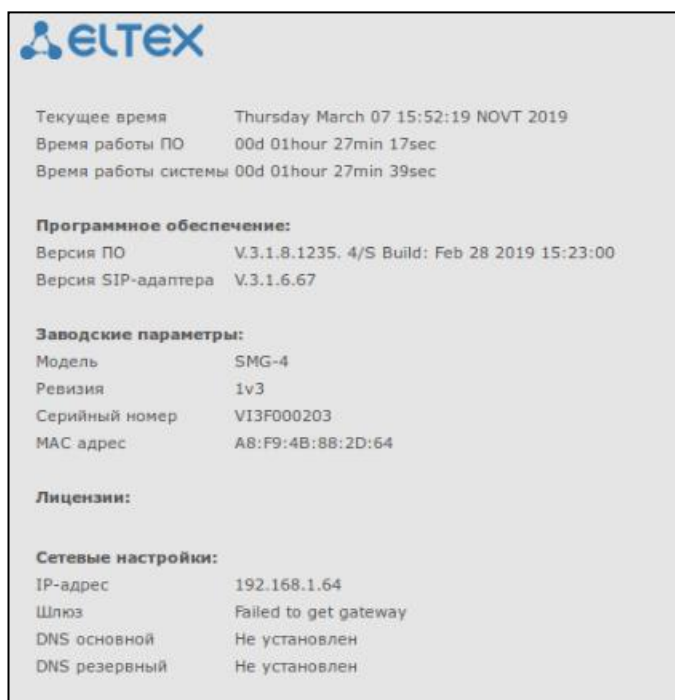 ELTEX
Текущее время Thursday March 07 15:52:19 NOVT 2019
Время работы ПО 00d 01hour 27min 17sec
Время работы системы 00d 01hour 27min 39sec
Программное обеспечение:
Версия ПО V.3.1.8.1235. 4/S Build: Feb 28 2019 15:23:00
Версия SIP-адаптера V.3.1.6.67
Заводские параметры:
Модель SMG-4
Ревизия 1v3
Серийный номер VI3F000203
MAC адрес A8:F9:4B:88:2D:64
Лицензии:
Сетевые настройки:
IP-адрес 192.168.1.64
Шлюз Failed to get gateway
DNS основной Не установлен
DNS резервный Не установлен